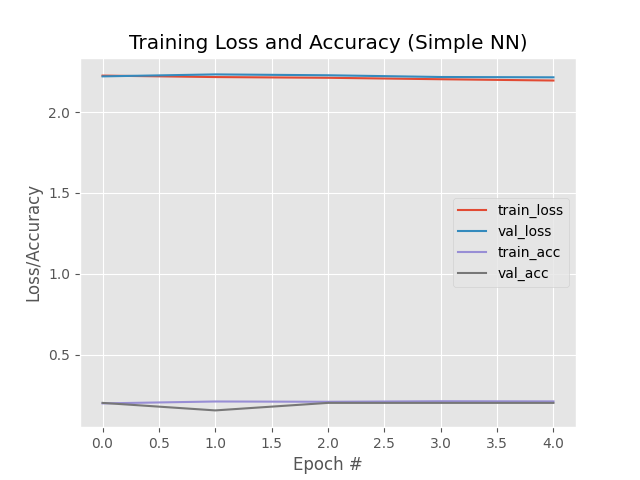 Training Loss and Accuracy (Simple NN)
2.0
1.5
1.0
0.5
Loss/Accuracy
train_loss
val_loss
train_acc
val_acc
0.0 0.5 1.0 1.5 2.0 2.5 3.0 3.5 4.0
Epoch #